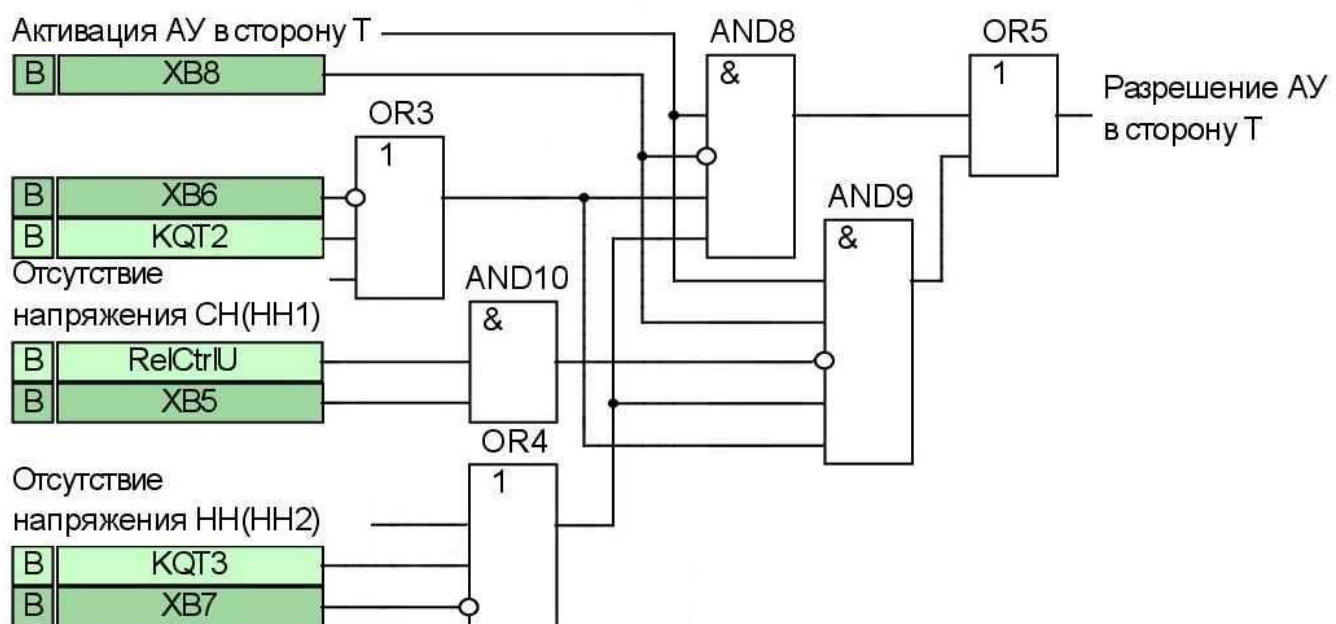 Активация АУ в сторону Т
B XB8
AND8
&
OR5
1
Разрешение АУ
в сторону Т
OR3
1
B XB6
B KQT2
Отсутствие
напряжения СН(НН1)
AND9
&
AND10
&
B RelCtrlU
B XB5
OR4
1
Отсутствие
напряжения НН(НН2)
B KQT3
B XB7